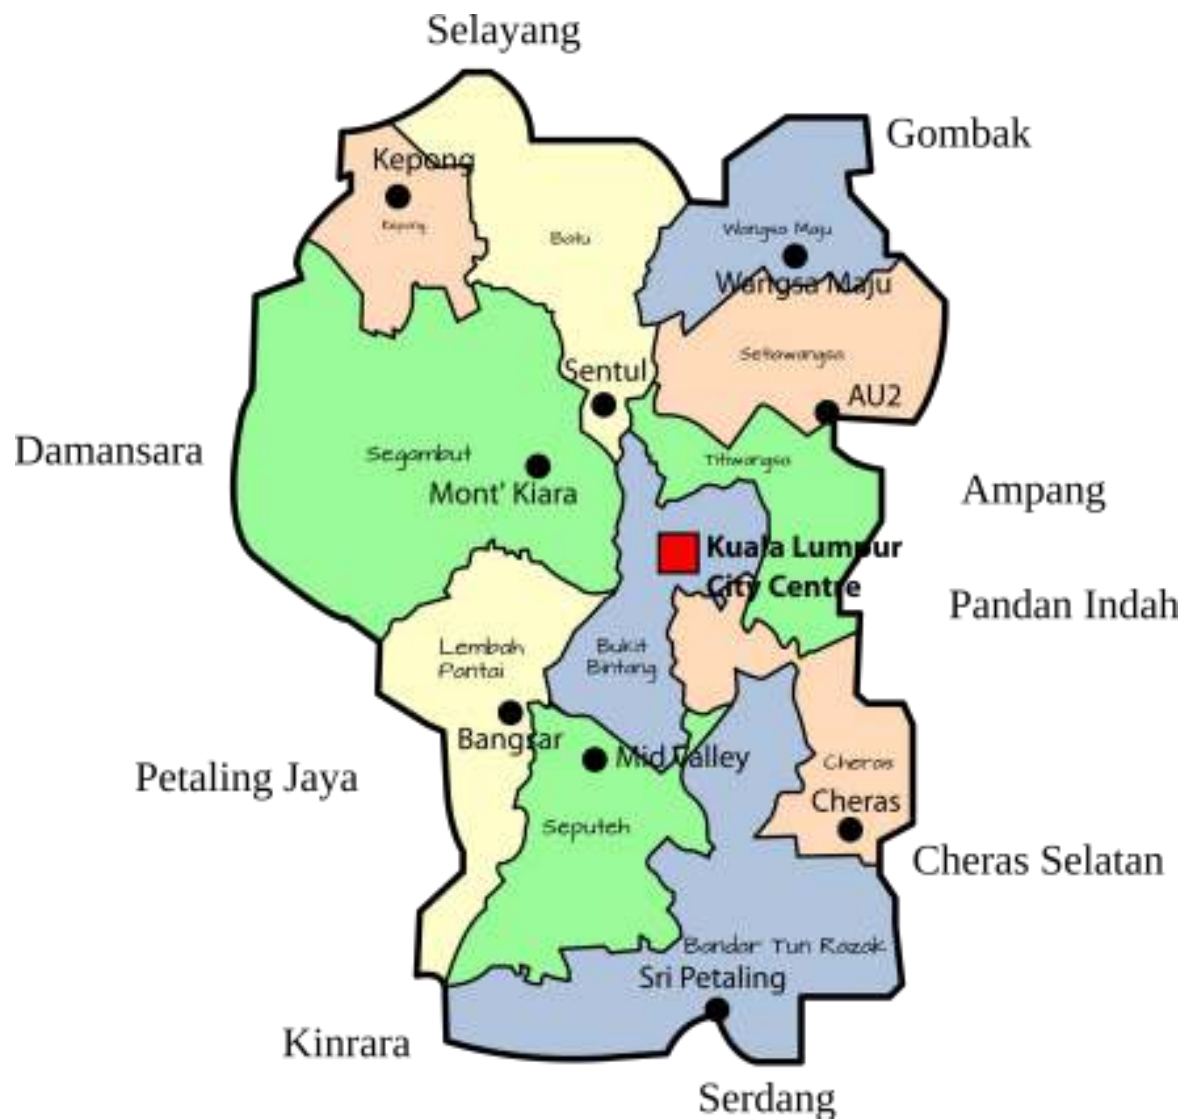 Selayang
Gombak
Kepong
Kepong
Batu
Wangsa Maju
Wangsa Maju
Setiawangsa
Sentul
AU2
Damansara
Segambut
Mont' Kiara
Titiwangsa
Ampang
Kuala Lumpur
City Centre
Pandan Indah
Lembah
Pantai
Bukit
Bintang
Bangsar
Mid Valley
Petaling Jaya
Cheras
Cheras
Seputeh
Cheras Selatan
Bandar Tun Razak
Sri Petaling
Kinrara
Serdang